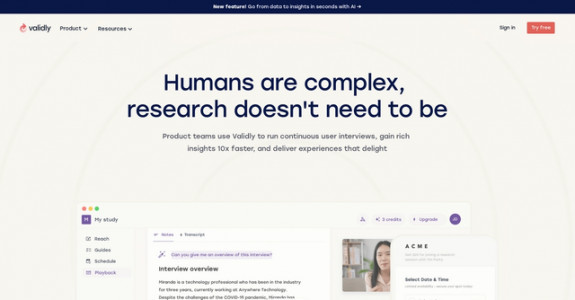 New Feature! Go from data to insights in seconds with AI →
validly
Product
Resources
Sign in
Try Free
Humans are complex,
research doesn't need to be
Product teams use Validly to run continuous user interviews, gain rich
insights 10x faster, and deliver experiences that delight
M My study
3 credits
Upgrade
Reach
Guides
Schedule
Playback
Notes
Transcript
Can you give me an overview of this interview?
Interview overview
Miranda is a technology professional who has been in the industry
for three years, currently working at Anywhere Technology.
Despite the challenges of the COVID-19 pandemic, Miranda has
ACME
Select Date & Time